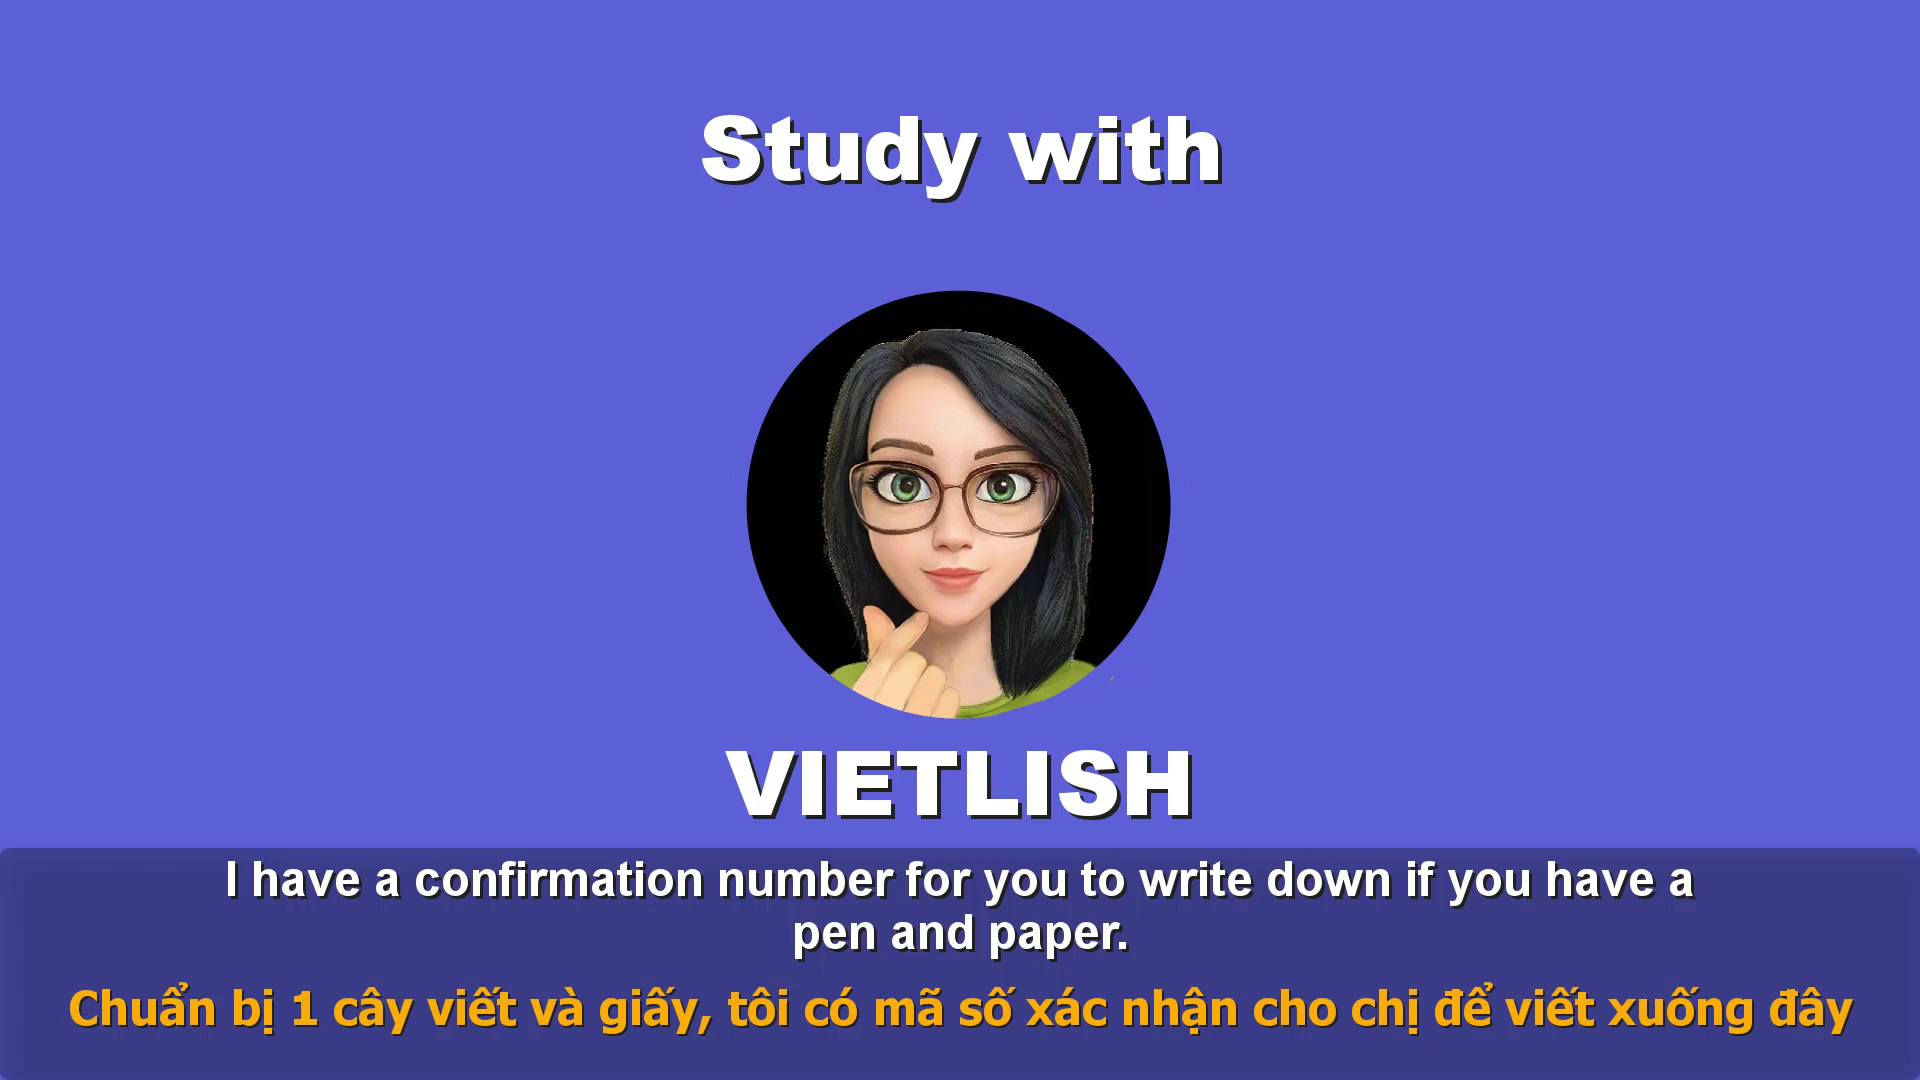 Study with
VIETLISH
I have a confirmation number for you to write down if you have a
pen and paper.
Chuẩn bị 1 cây viết và giấy, tôi có mã số xác nhận cho chị để viết xuống đây